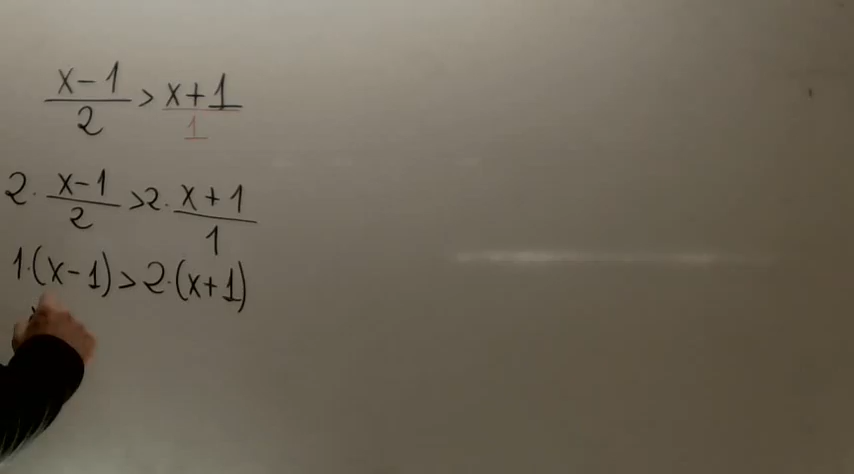 x-1/2 > x+1/1
2· x-1/2 >2· x+1/1
1·(x-1)>2·(x+1)